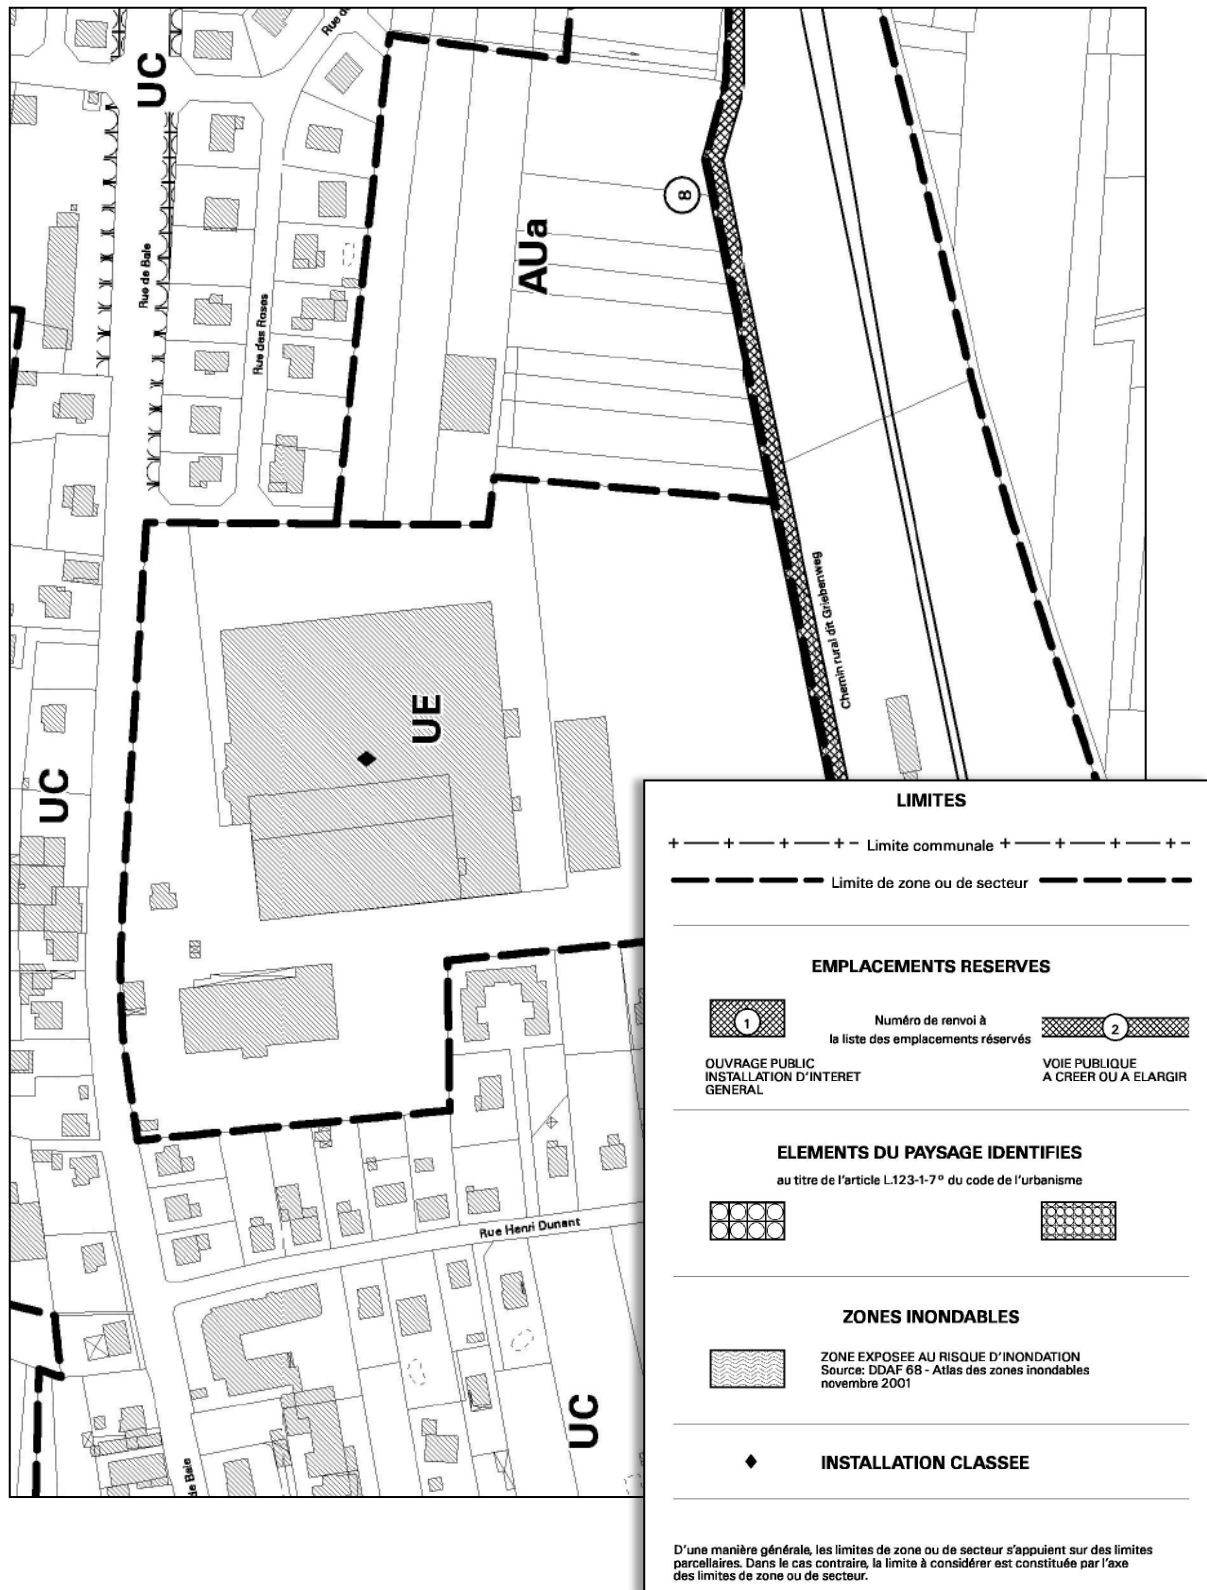 UC
Rue de
8
AUa
Rue de Bale
Rue des Roses
Chemin rural dit Griebenweg
UE
UC
Rue Henri Dunant
UC
de Bale
LIMITES
Limite communale
Limite de zone ou de secteur
EMPLACEMENTS RESERVES
1
Numéro de renvoi à
la liste des emplacements réservés
2
OUVRAGE PUBLIC
INSTALLATION D'INTERET
GENERAL
VOIE PUBLIQUE
A CREER OU A ELARGIR
ELEMENTS DU PAYSAGE IDENTIFIES
au titre de l'article L.123-1-7° du code de l'urbanisme
ZONES INONDABLES
ZONE EXPOSEE AU RISQUE D'INONDATION
Source: DDAF 68 - Atlas des zones inondables
novembre 2001
INSTALLATION CLASSEE
D'une manière générale, les limites de zone ou de secteur s'appuient sur des limites
parcellaires. Dans le cas contraire, la limite à considérer est constituée par l'axe
des limites de zone ou de secteur.